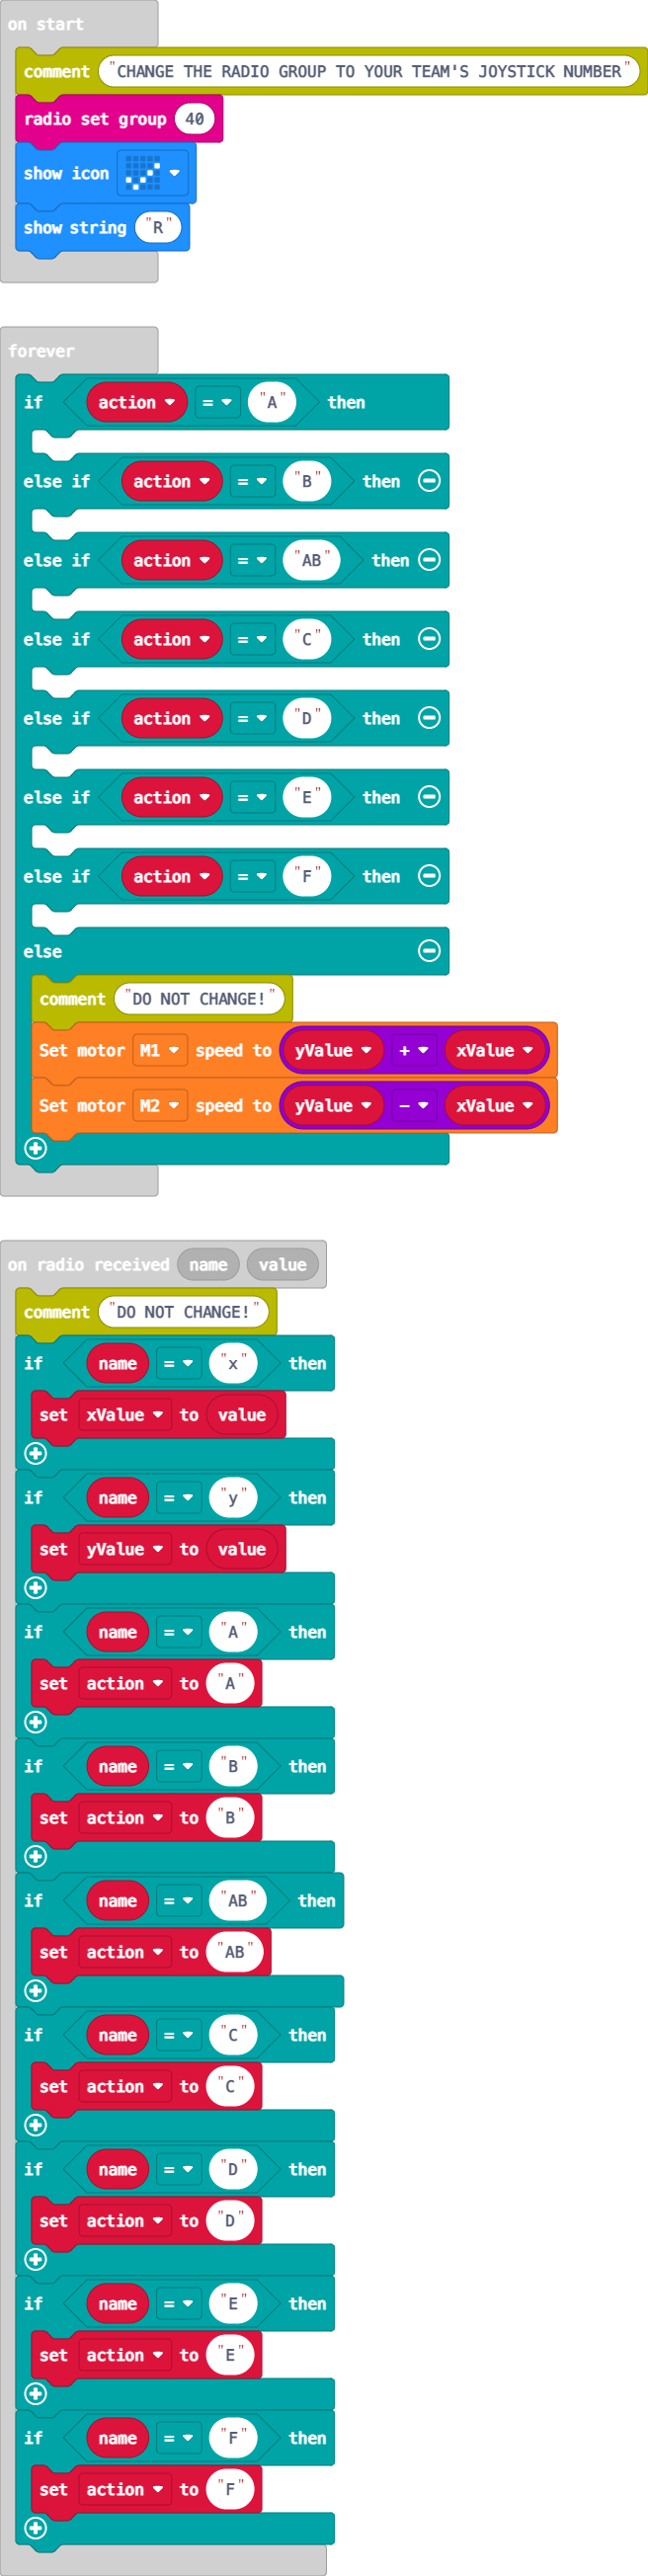 on start
comment "CHANGE THE RADIO GROUP TO YOUR TEAM'S JOYSTICK NUMBER"
radio set group 40
show icon
show string "R"
forever
if action = "A" then
else if action = "B" then
else if action = "AB" then
else if action = "C" then
else if action = "D" then
else if action = "E" then
else if action = "F" then
else
comment "DO NOT CHANGE!"
Set motor M1 speed to yValue + xValue
Set motor M2 speed to yValue - xValue
on radio received name value
comment "DO NOT CHANGE!"
if name = "x" then
set xValue to value
if name = "y" then
set yValue to value
if name = "A" then
set action to "A"
if name = "B" then
set action to "B"
if name = "AB" then
set action to "AB"
if name = "C" then
set action to "C"
if name = "D" then
set action to "D"
if name = "E" then
set action to "E"
if name = "F" then
set action to "F"